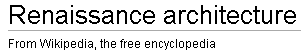 Renaissance architecture
From Wikipedia, the free encyclopedia